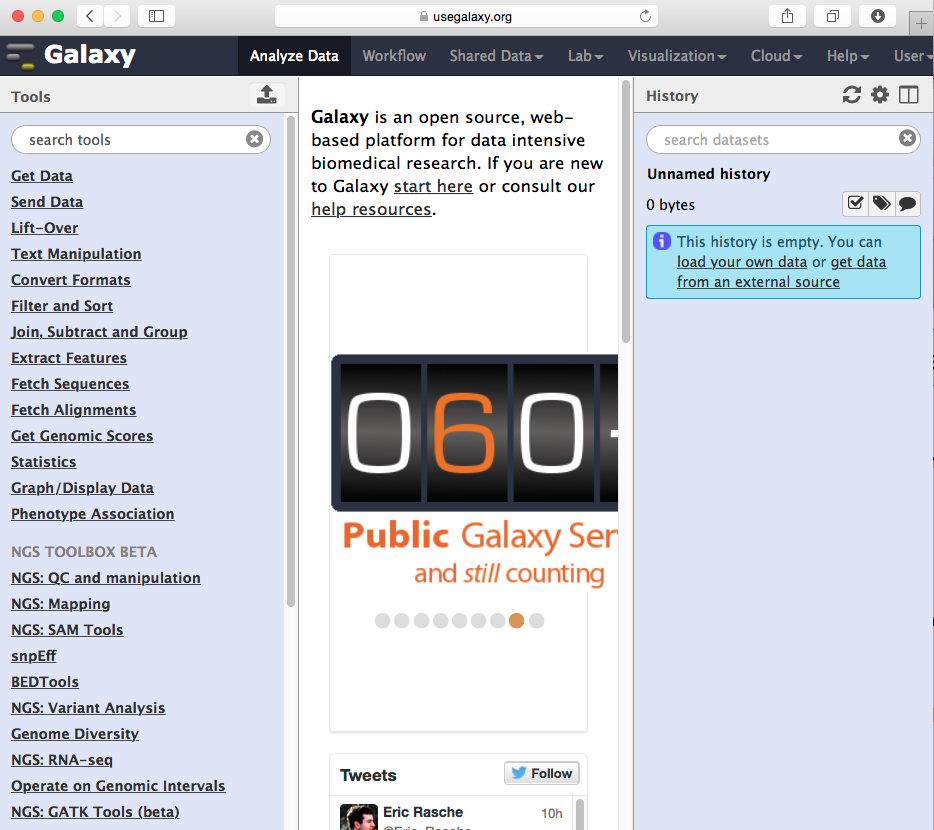 usegalaxy.org
Galaxy
Analyze Data
Workflow
Shared Data
Lab
Visualization
Cloud
Help
User
Tools
search tools
Get Data
Send Data
Lift-Over
Text Manipulation
Convert Formats
Filter and Sort
Join, Subtract and Group
Extract Features
Fetch Sequences
Fetch Alignments
Get Genomic Scores
Statistics
Graph/Display Data
Phenotype Association
NGS TOOLBOX BETA
NGS: QC and manipulation
NGS: Mapping
NGS: SAM Tools
snpEff
BEDTools
NGS: Variant Analysis
Genome Diversity
NGS: RNA-seq
Operate on Genomic Intervals
NGS: GATK Tools (beta)
Galaxy is an open source, web-
based platform for data intensive
biomedical research. If you are new
to Galaxy start here or consult our
help resources.
060
Public Galaxy Ser
and still counting
Tweets
Follow
Eric Rasche
10h
@Eric_Rasche
History
search datasets
Unnamed history
0 bytes
This history is empty. You can
load your own data or get data
from an external source